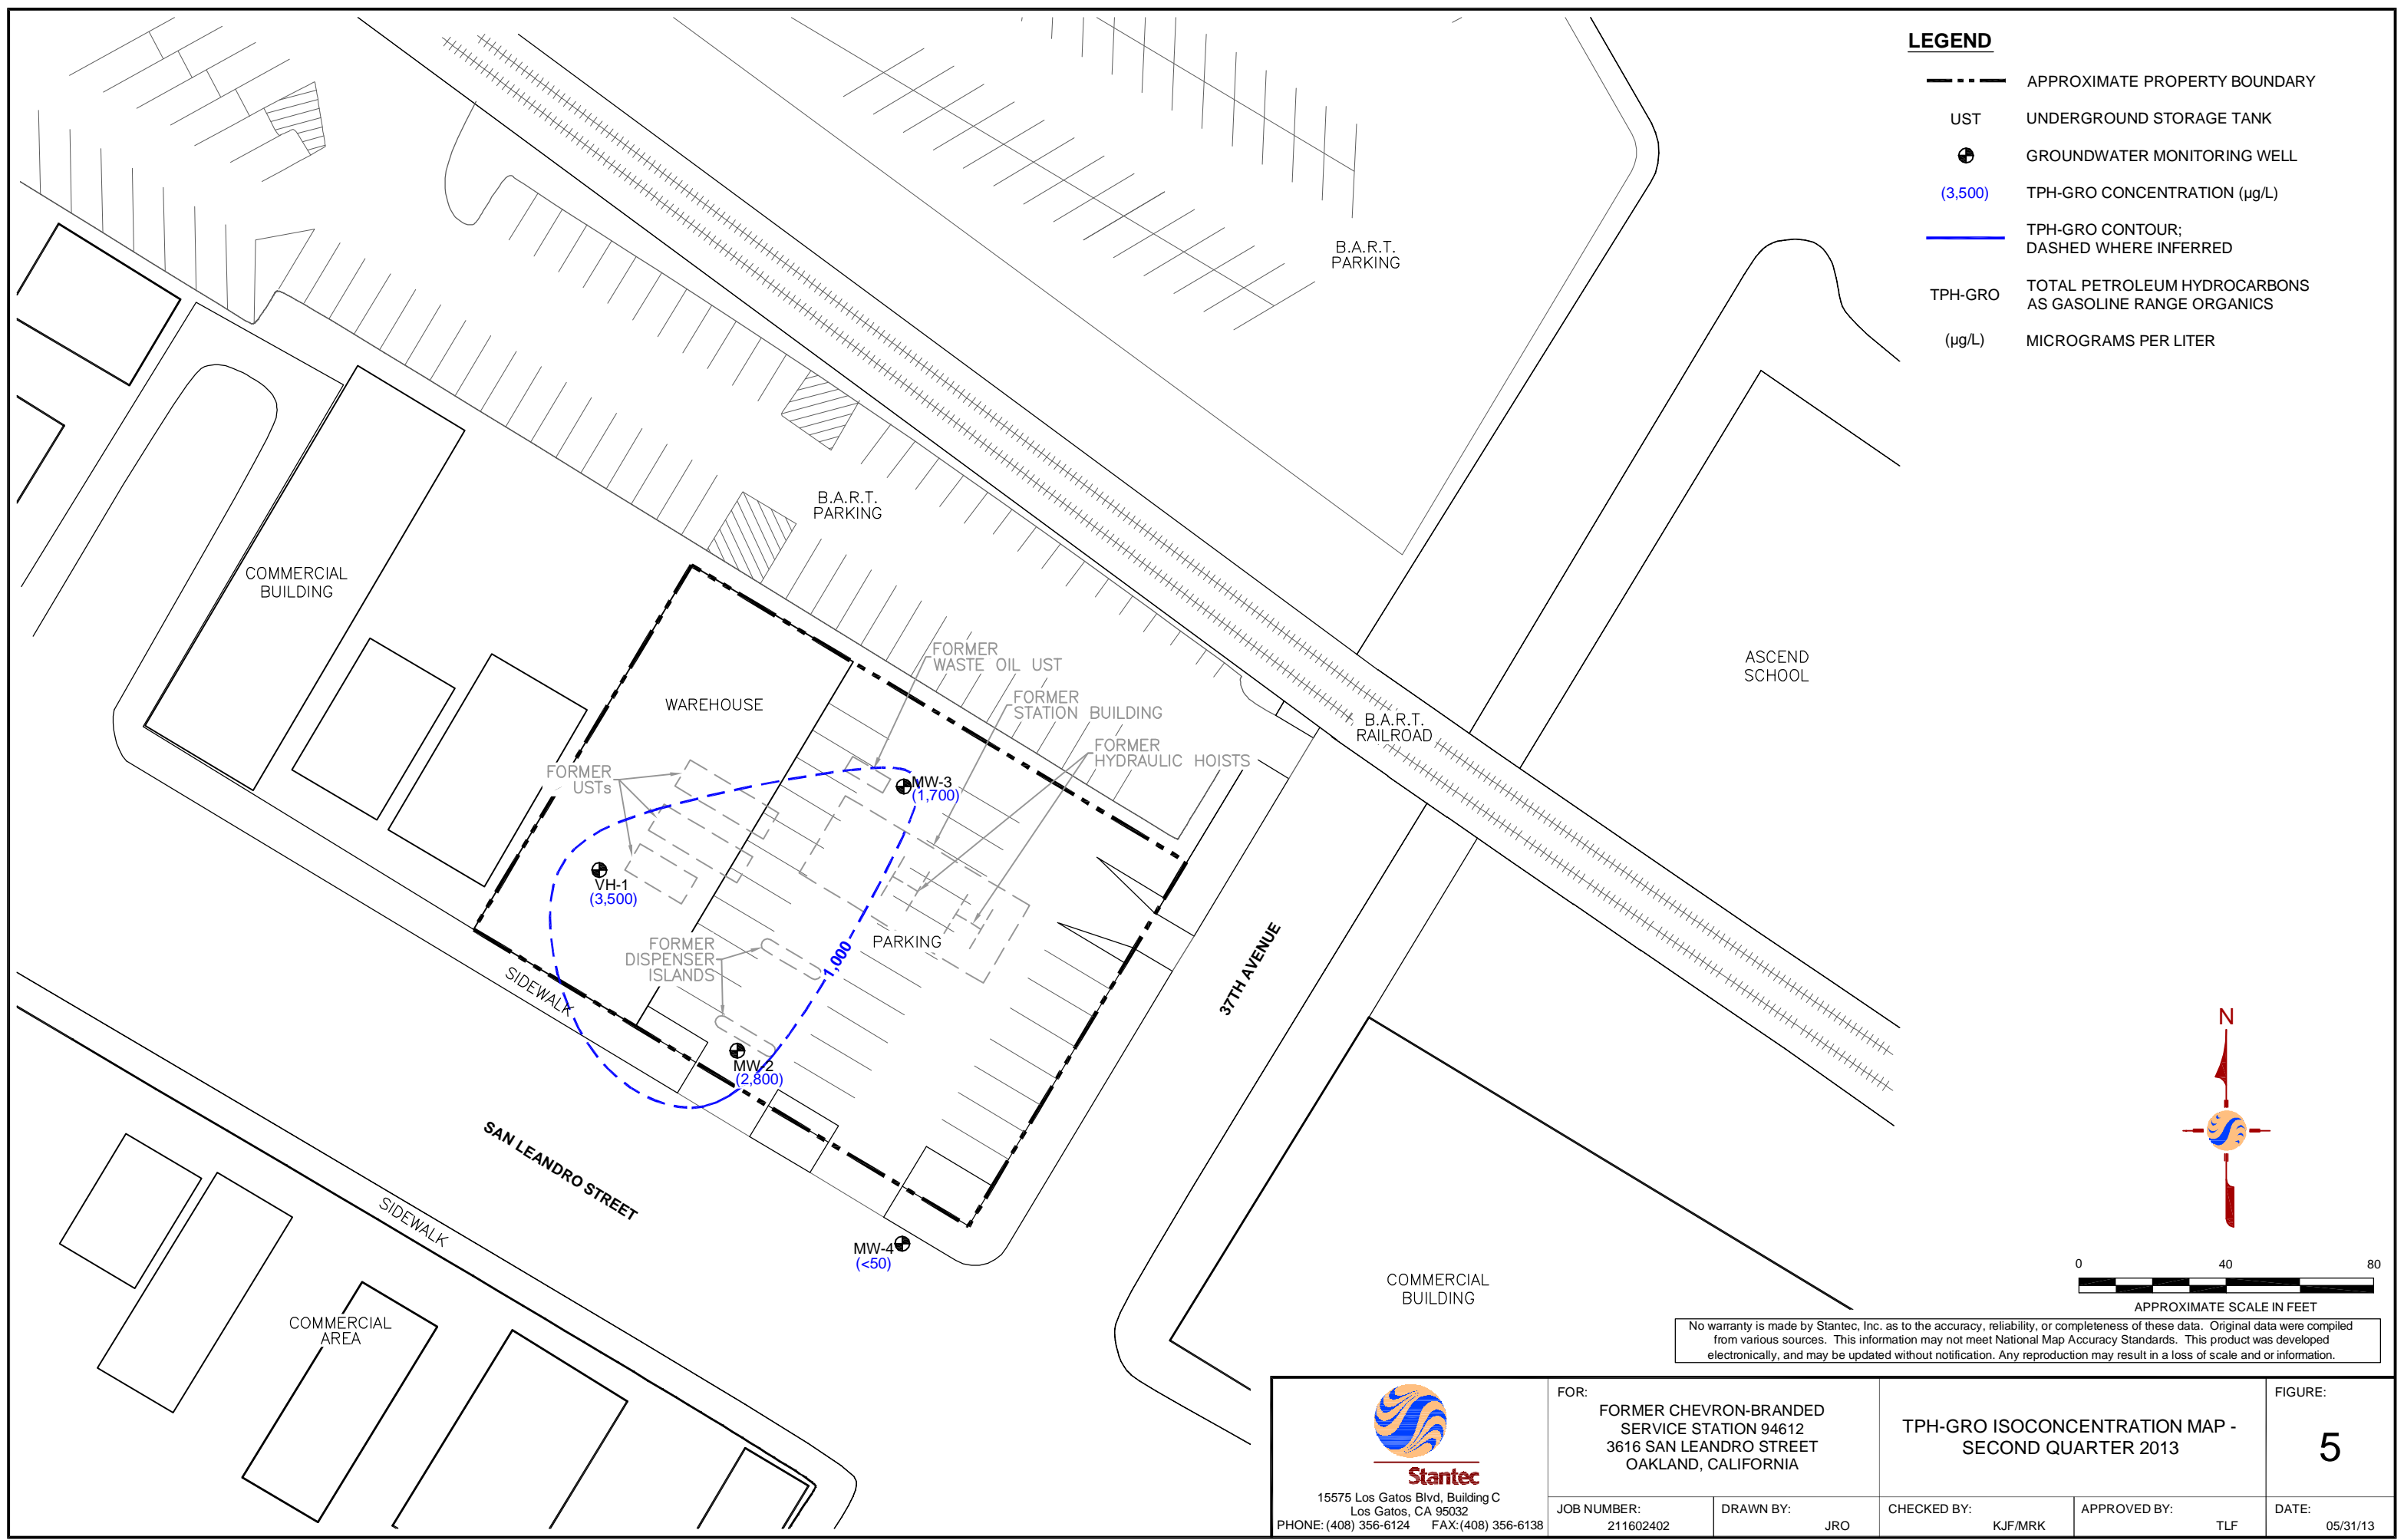 LEGEND
APPROXIMATE PROPERTY BOUNDARY
UST UNDERGROUND STORAGE TANK
GROUNDWATER MONITORING WELL
(3,500) TPH-GRO CONCENTRATION (µg/L)
TPH-GRO CONTOUR;
DASHED WHERE INFERRED
TPH-GRO TOTAL PETROLEUM HYDROCARBONS
AS GASOLINE RANGE ORGANICS
(µg/L) MICROGRAMS PER LITER
B.A.R.T.
PARKING
B.A.R.T.
PARKING
COMMERCIAL
BUILDING
WAREHOUSE
FORMER
WASTE OIL UST
FORMER
STATION BUILDING
FORMER
HYDRAULIC HOISTS
ASCEND
SCHOOL
B.A.R.T.
RAILROAD
FORMER
USTs
MW-3
(1,700)
VH-1
(3,500)
FORMER
DISPENSER
ISLANDS
PARKING
1,000
SIDEWALK
37TH AVENUE
MW-2
(2,800)
SAN LEANDRO STREET
SIDEWALK
MW-4
(<50)
COMMERCIAL
AREA
COMMERCIAL
BUILDING
N
0 40 80
APPROXIMATE SCALE IN FEET
No warranty is made by Stantec, Inc. as to the accuracy, reliability, or completeness of these data. Original data were compiled
from various sources. This information may not meet National Map Accuracy Standards. This product was developed
electronically, and may be updated without notification. Any reproduction may result in a loss of scale and or information.
Stantec
15575 Los Gatos Blvd, Building C
Los Gatos, CA 95032
PHONE: (408) 356-6124 FAX: (408) 356-6138
FOR:
FORMER CHEVRON-BRANDED
SERVICE STATION 94612
3616 SAN LEANDRO STREET
OAKLAND, CALIFORNIA
TPH-GRO ISOCONCENTRATION MAP -
SECOND QUARTER 2013
FIGURE:
5
JOB NUMBER:
211602402
DRAWN BY:
JRO
CHECKED BY:
KJF/MRK
APPROVED BY:
TLF
DATE:
05/31/13